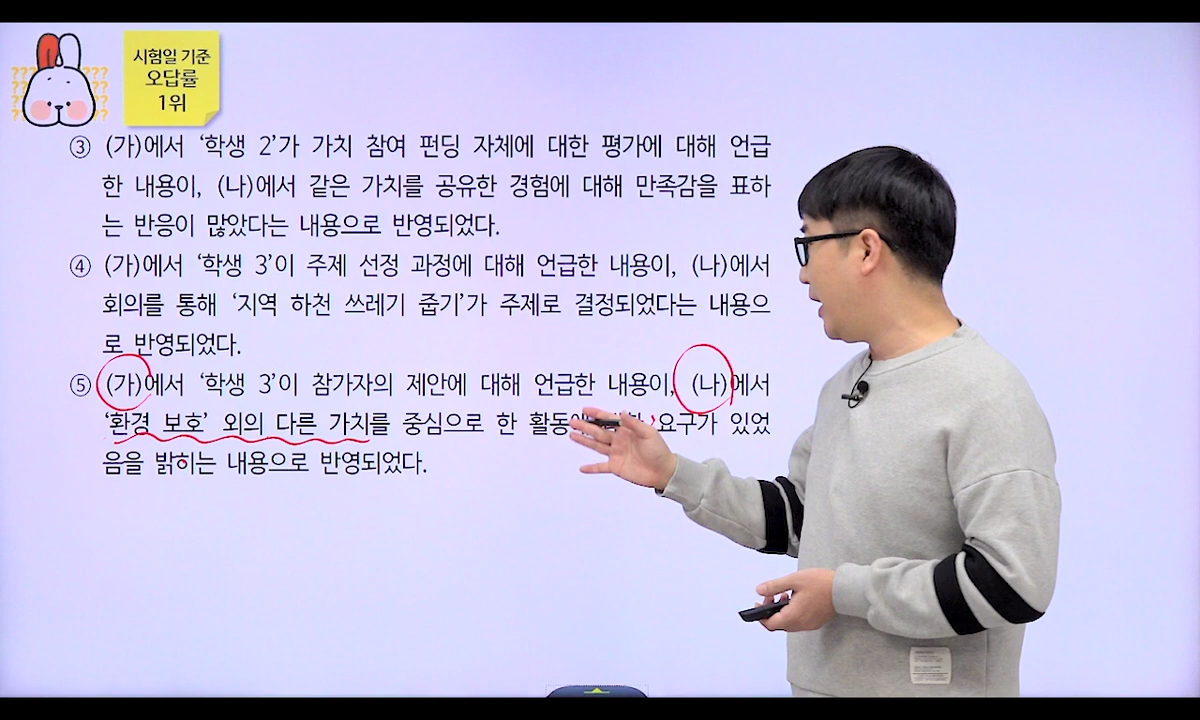 시험일 기준
오답률
1위
③ (가)에서 ‘학생 2’가 가치 참여 펀딩 자체에 대한 평가에 대해 언급
한 내용이, (나)에서 같은 가치를 공유한 경험에 대해 만족감을 표하
는 반응이 많았다는 내용으로 반영되었다.
④ (가)에서 ‘학생 3’이 주제 선정 과정에 대해 언급한 내용이, (나)에서
회의를 통해 ‘지역 하천 쓰레기 줍기’가 주제로 결정되었다는 내용으
로 반영되었다.
⑤ (가)에서 ‘학생 3’이 참가자의 제안에 대해 언급한 내용이, (나)에서
‘환경 보호’ 외의 다른 가치를 중심으로 한 요구가 있었
음을 밝히는 내용으로 반영되었다.